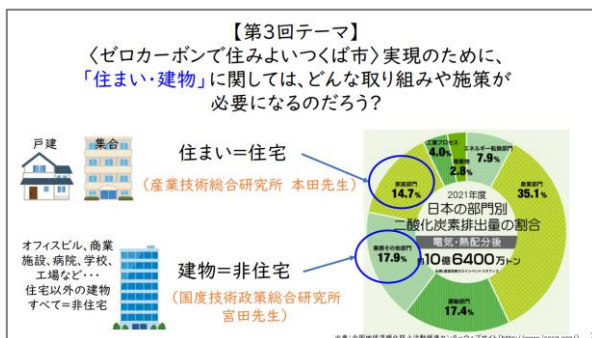 【第3回テーマ】
〈ゼロカーボンで住みよいつくば市〉実現のために、
「住まい・建物」に関しては、どんな取り組みや施策が
必要になるのだろう？
戸建
集合
住まい＝住宅
（産業技術総合研究所　本田先生）
オフィスビル、商業
施設、病院、学校、
工場など・・・
住宅以外の建物
すべて＝非住宅
建物＝非住宅
（国度技術政策総合研究所
宮田先生）
工業プロセス
4.0%
廃棄物
2.8%
エネルギー転換部門
7.9%
産業部門
35.1%
家庭部門
14.7%
業務その他部門
17.9%
運輸部門
17.4%
2021年度
日本の部門別
二酸化炭素排出量の割合
電気・熱配分後
約10億6400万トン